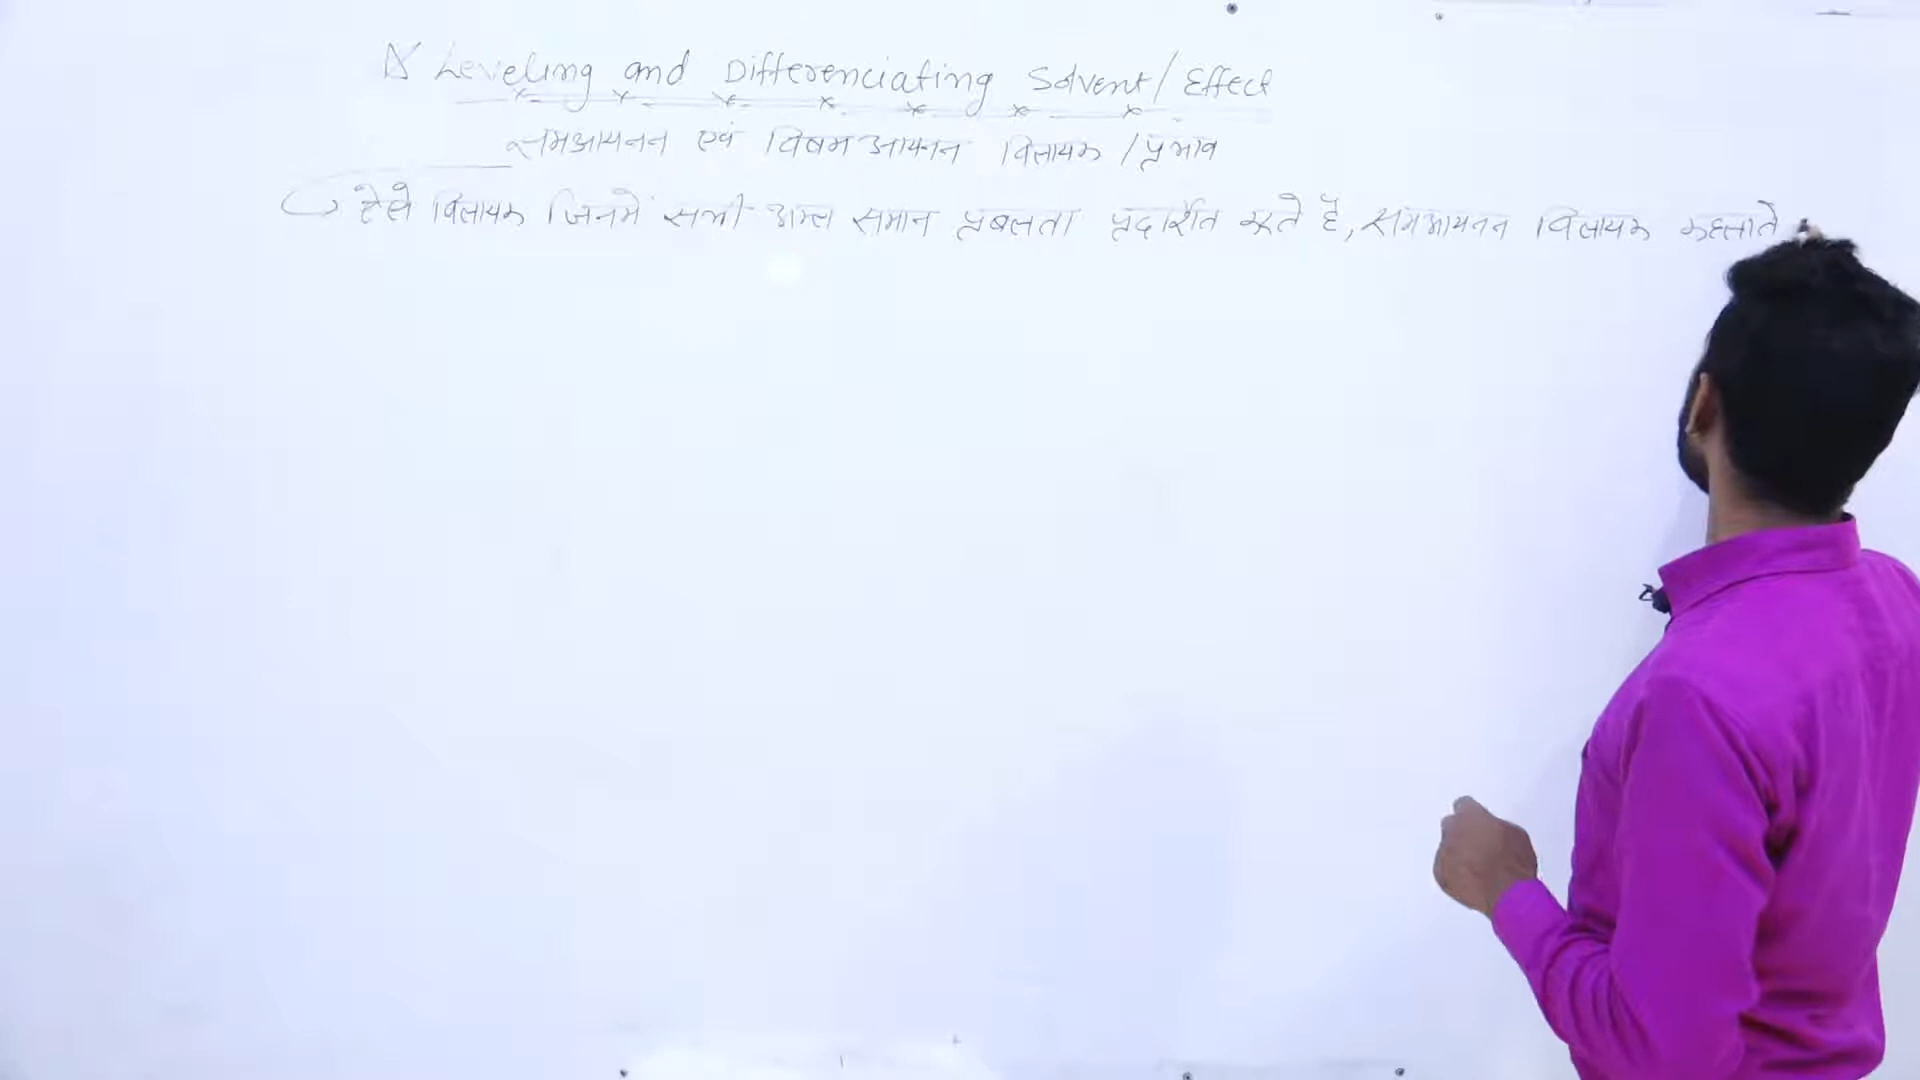 Leveling and Differenciating Solvent/Effect
समआयनन एवं विषमआयनन विलायक/प्रभाव
ऐसे विलायक जिनमें सभी अम्ल समान प्रबलता प्रदर्शित करते है, समआयनन विलायक कहलाते